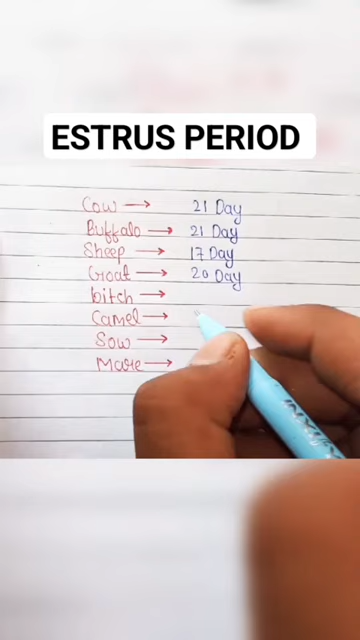 ESTRUS PERIOD
Cow → 21 Day
Buffalo → 21 Day
Sheep → 17 Day
Goat → 20 Day
bitch →
Camel →
Sow →
Mare →